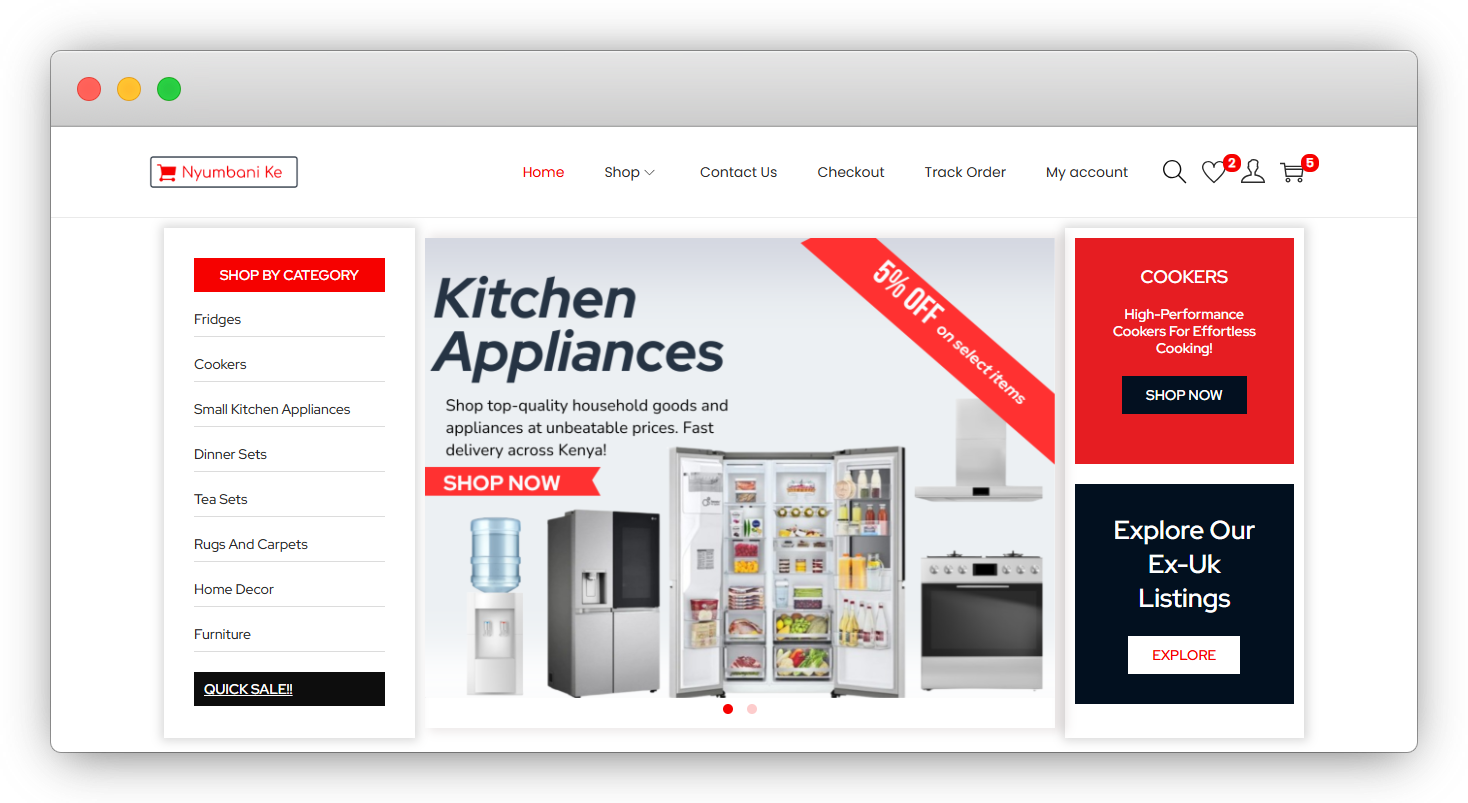 Nyumbani Ke
Home
Shop
Contact Us
Checkout
Track Order
My account
2
5
SHOP BY CATEGORY
Fridges
Cookers
Small Kitchen Appliances
Dinner Sets
Tea Sets
Rugs And Carpets
Home Decor
Furniture
QUICK SALE!!
Kitchen
Appliances
Shop top-quality household goods and
appliances at unbeatable prices. Fast
delivery across Kenya!
SHOP NOW
5% OFF on select items
COOKERS
High-Performance
Cookers For Effortless
Cooking!
SHOP NOW
Explore Our
Ex-Uk
Listings
EXPLORE